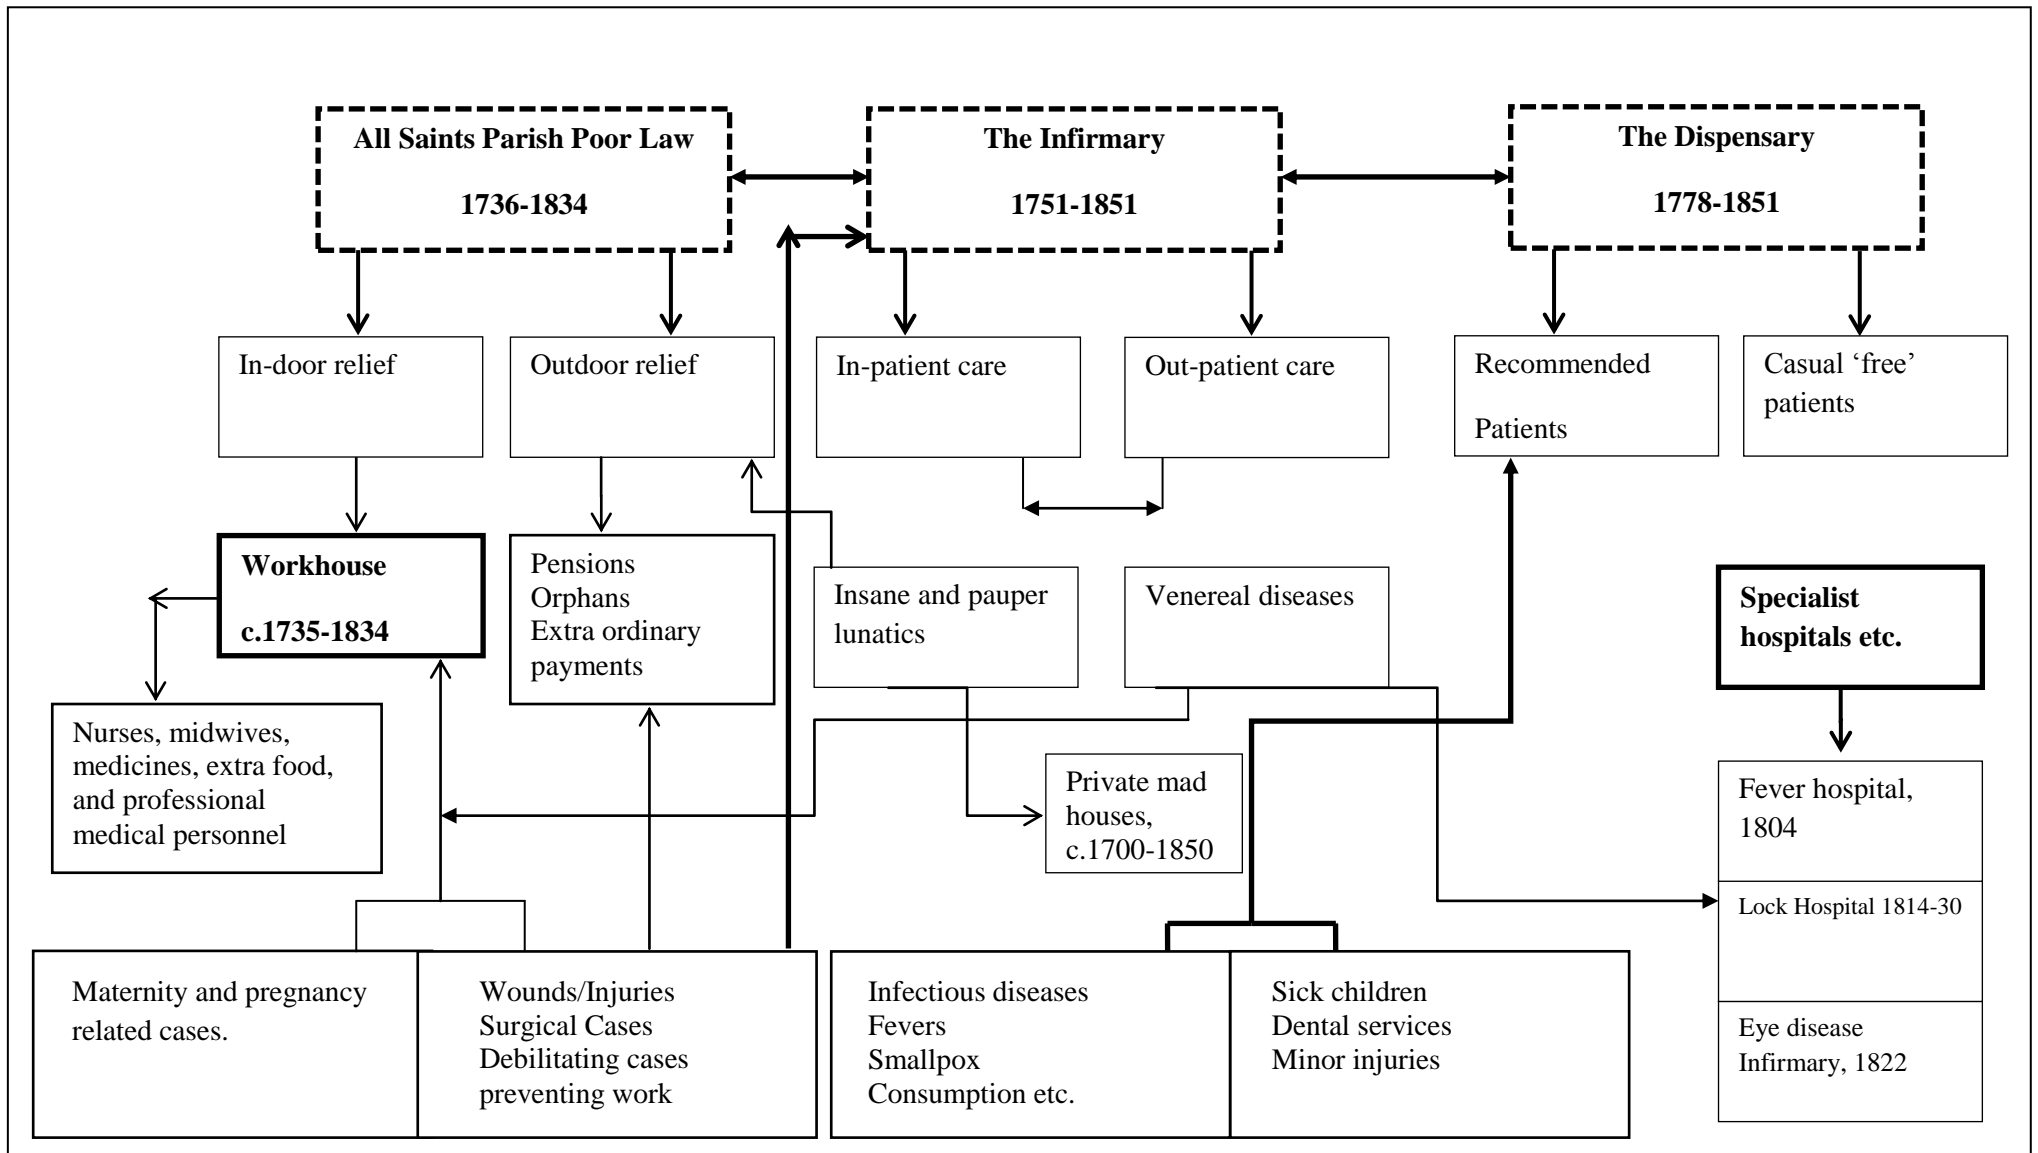 All Saints Parish Poor Law
1736-1834
The Infirmary
1751-1851
The Dispensary
1778-1851
In-door relief
Outdoor relief
In-patient care
Out-patient care
Recommended
Patients
Casual ‘free’
patients
Workhouse
c.1735-1834
Pensions
Orphans
Extra ordinary
payments
Insane and pauper
lunatics
Venereal diseases
Specialist
hospitals etc.
Nurses, midwives,
medicines, extra food,
and professional
medical personnel
Private mad
houses,
c.1700-1850
Fever hospital,
1804
Lock Hospital 1814-30
Eye disease
Infirmary, 1822
Maternity and pregnancy
related cases.
Wounds/Injuries
Surgical Cases
Debilitating cases
preventing work
Infectious diseases
Fevers
Smallpox
Consumption etc.
Sick children
Dental services
Minor injuries